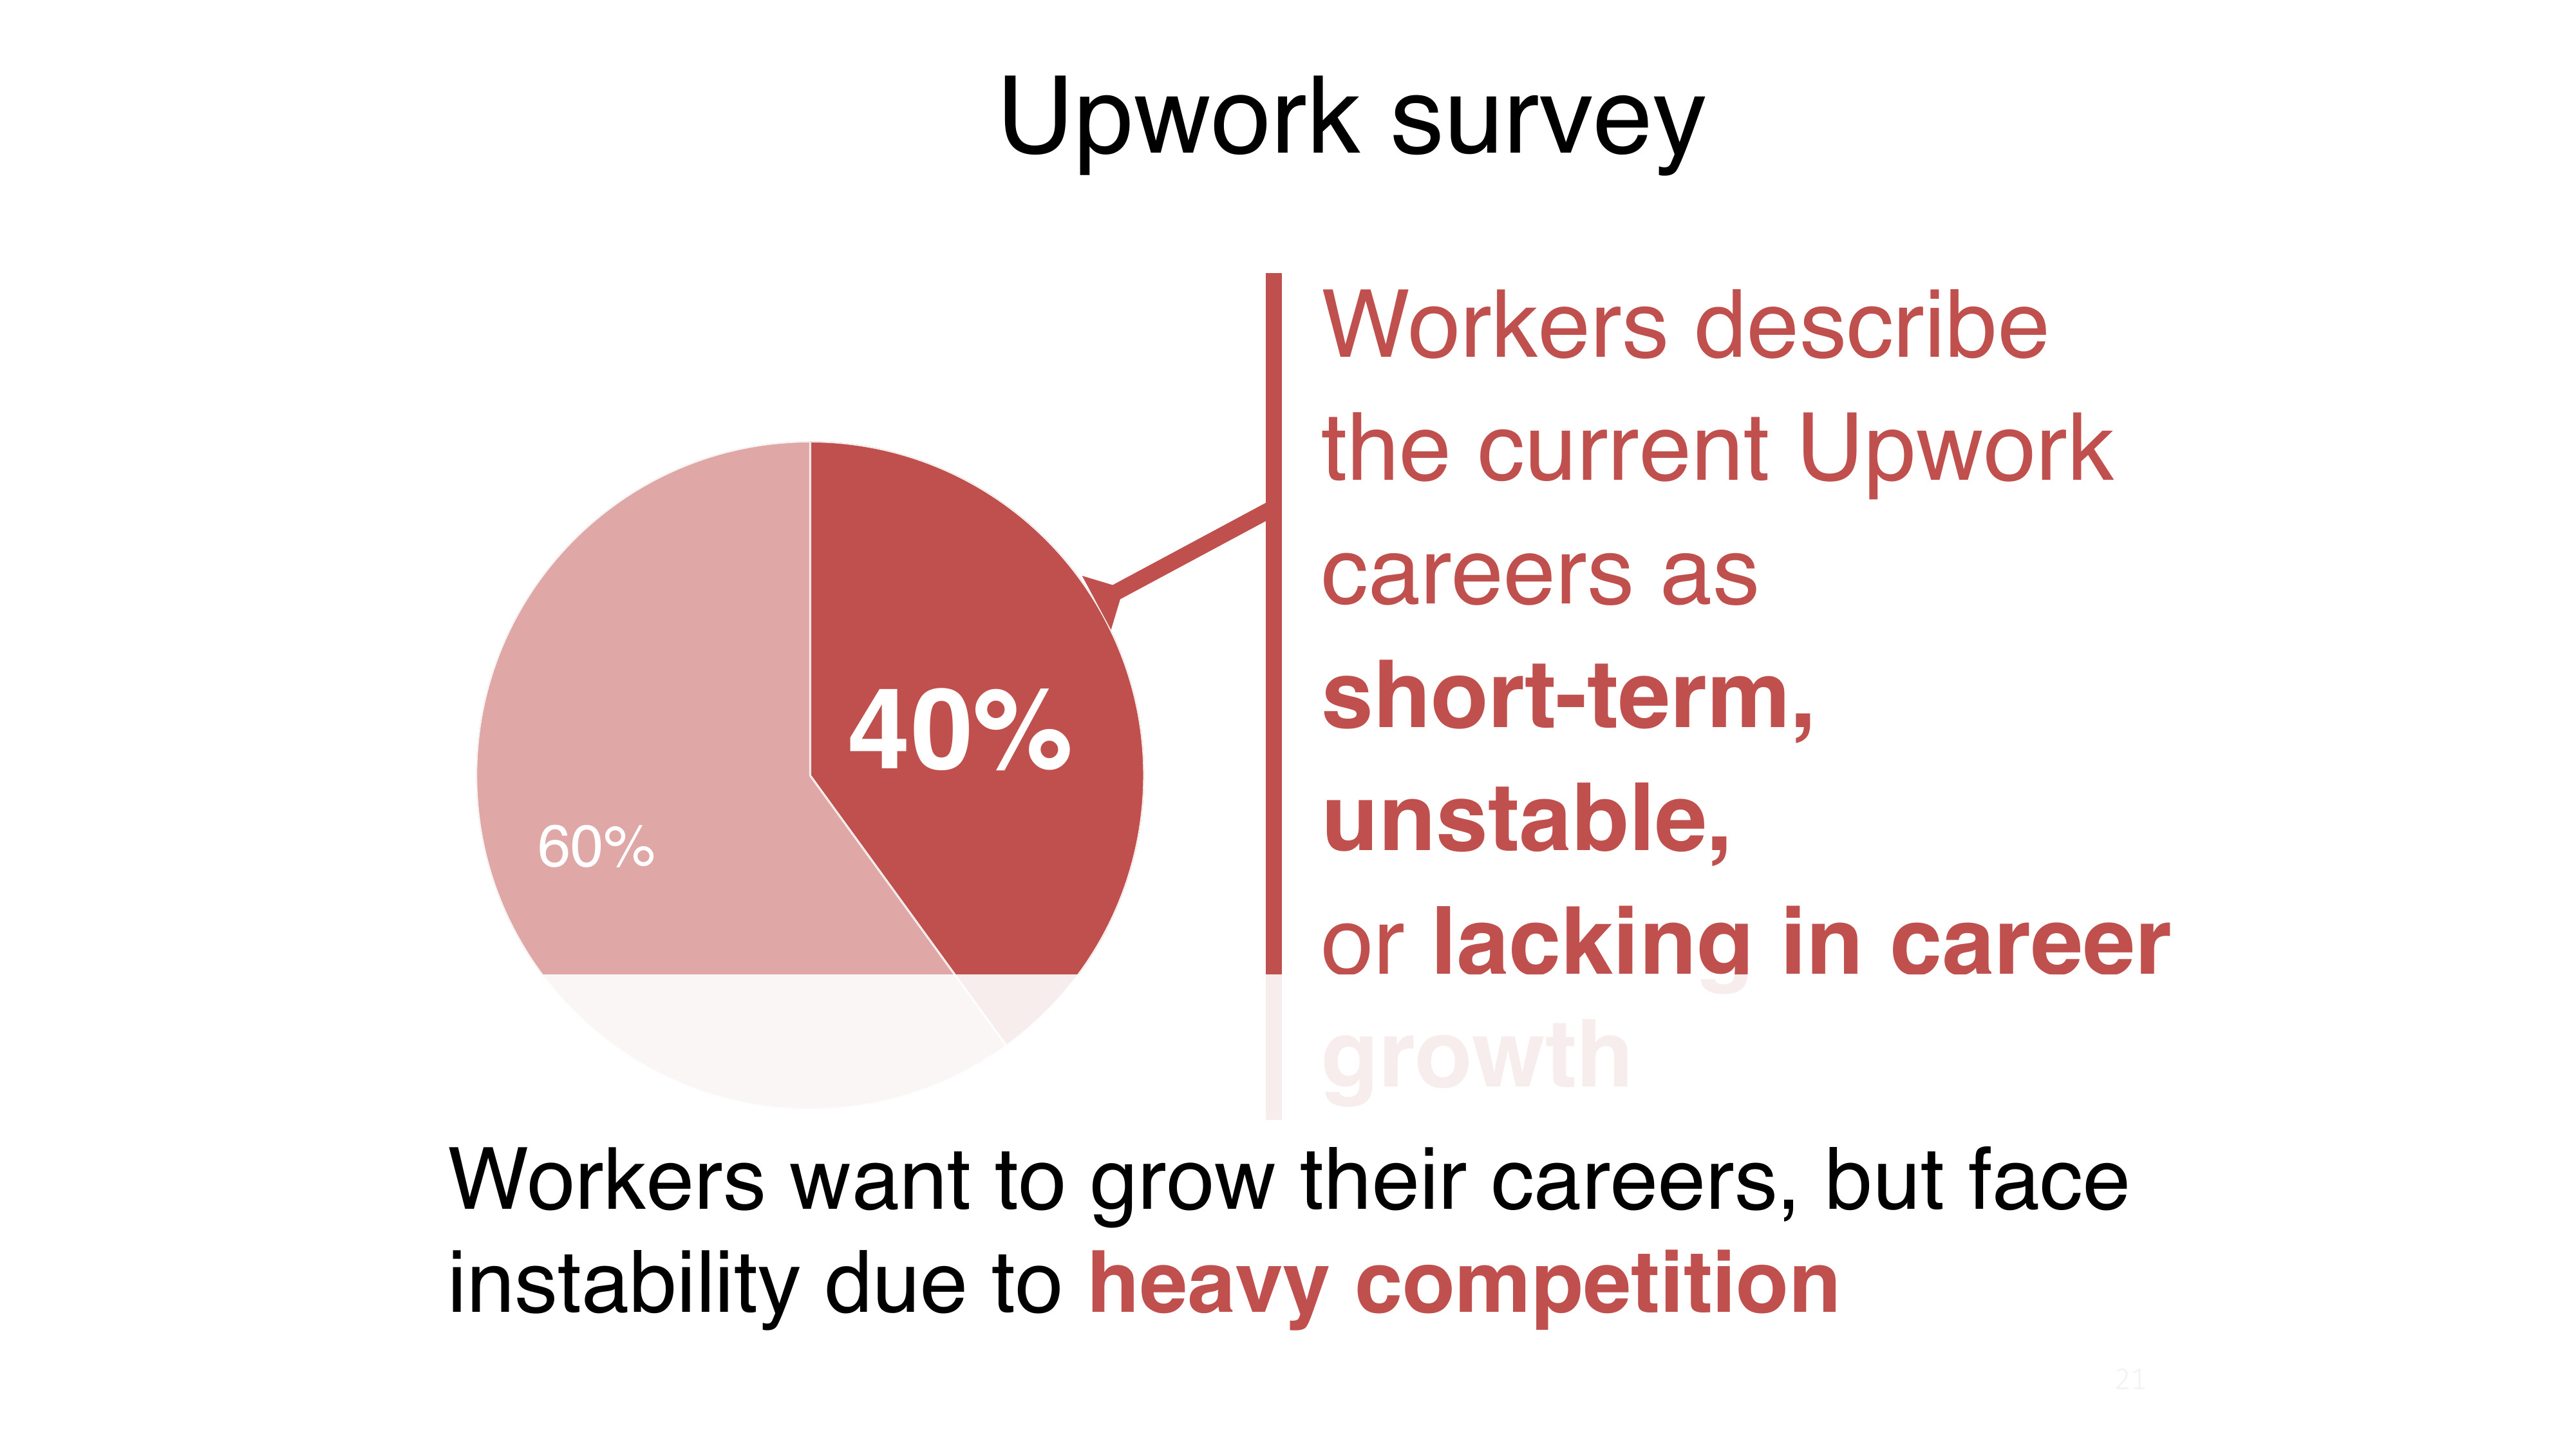 Upwork survey
Workers describe
the current Upwork
careers as
short-term,
unstable,
or lacking in career
growth
40%
60%
Workers want to grow their careers, but face
instability due to heavy competition
21